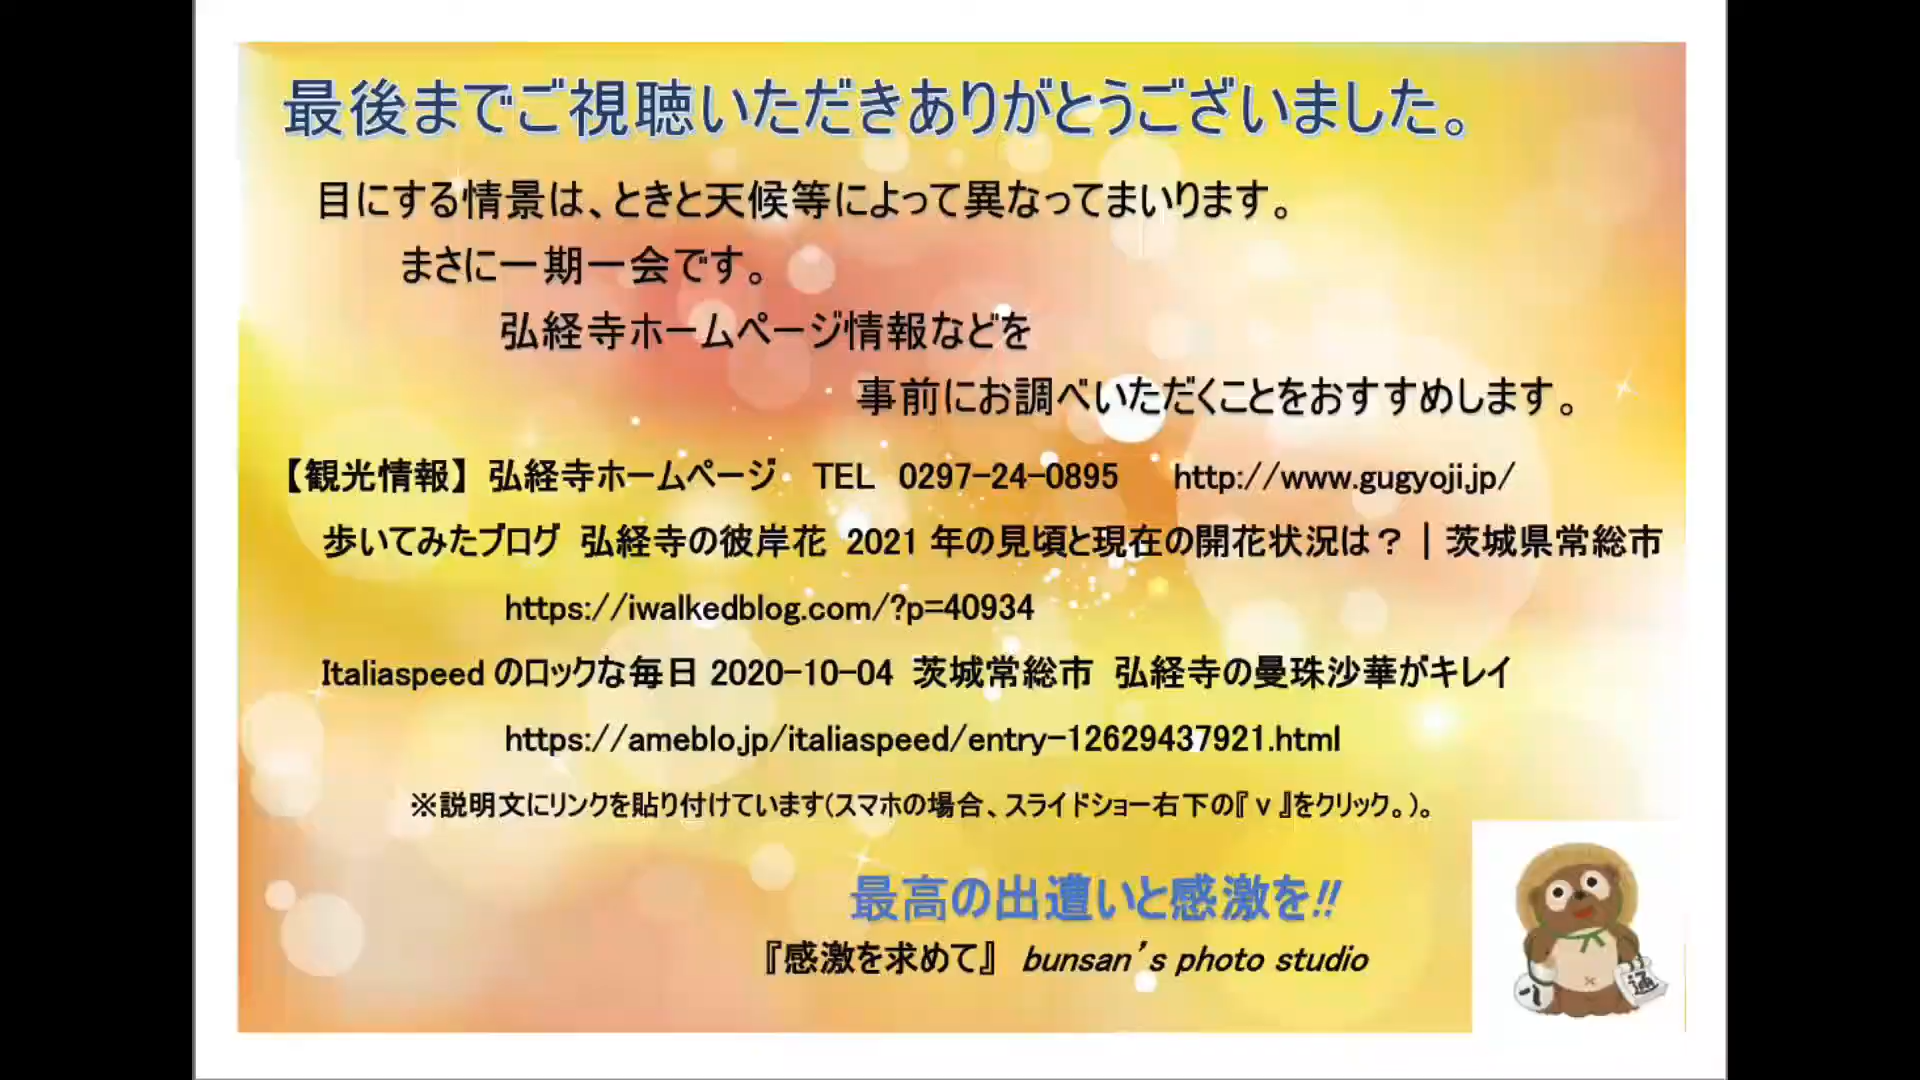 最後までご視聴いただきありがとうございました。
目にする情景は、ときと天候等によって異なってまいります。
まさに一期一会です。
弘経寺ホームページ情報などを
事前にお調べいただくことをおすすめします。
【観光情報】 弘経寺ホームページ　TEL　0297-24-0895　http://www.gugyoji.jp/
歩いてみたブログ 弘経寺の彼岸花 2021 年の見頃と現在の開花状況は？｜茨城県常総市
https://iwalkedblog.com/?p=40934
Italiaspeed のロックな毎日 2020-10-04 茨城常総市 弘経寺の曼珠沙華がキレイ
https://ameblo.jp/italiaspeed/entry-12629437921.html
※説明文にリンクを貼り付けています(スマホの場合、スライドショー右下の『ｖ』をクリック。)。
最高の出遭いと感激を!!
『感激を求めて』 bunsan’s photo studio
八
通